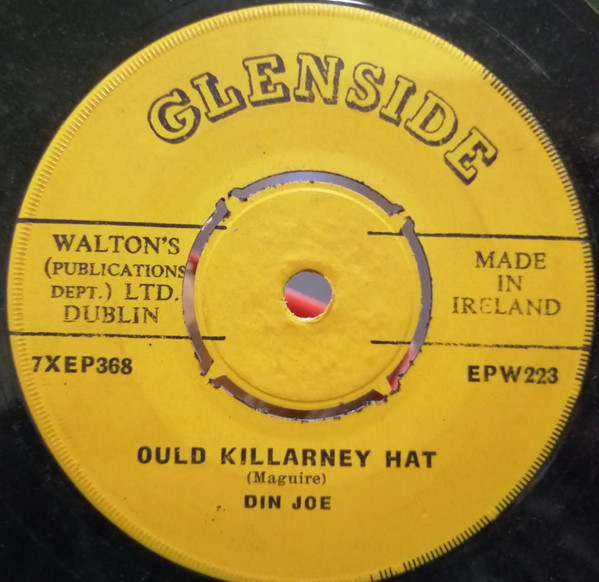 GLENSIDE
WALTON'S
(PUBLICATIONS
DEPT.) LTD.
DUBLIN
MADE
IN
IRELAND
7XEP368
EPW223
OULD KILLARNEY HAT
(Maguire)
DIN JOE